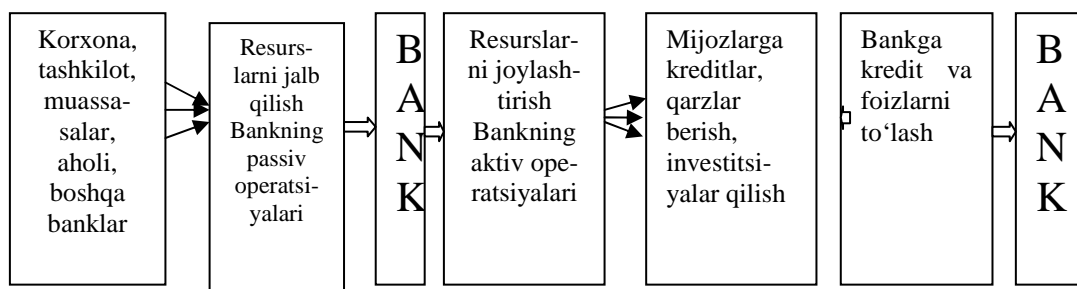 Korxona,
tashkilot,
muassa-
salar,
aholi,
boshqa
banklar
Resurs-
larni jalb
qilish
Bankning
passiv
operatsi-
yalari
B
A
N
K
Resurslar-
ni joylash-
tirish
Bankning
aktiv ope-
ratsiyalari
Mijozlarga
kreditlar,
qarzlar
berish,
investitsi-
yalar qilish
Bankga
kredit va
foizlarni
to‘lash
B
A
N
K